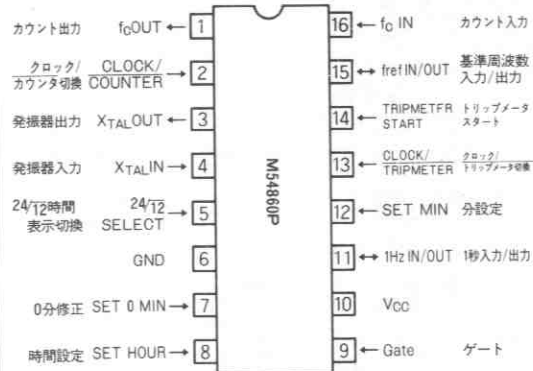 カウント出力 fcOUT 1
クロック/
カウンタ切換 CLOCK/
COUNTER 2
発振器出力 XTALOUT 3
発振器入力 XTALIN 4
24/12時間
表示切換 24/12
SELECT 5
GND 6
0分修正 SET 0 MIN 7
時間設定 SET HOUR 8
M54860P
16 fc IN カウント入力
15 fref IN/OUT 基準周波数
入力/出力
14 TRIPMETER
START トリップメータ
スタート
13 CLOCK/
TRIPMETER クロック/
トリップメータ切換
12 SET MIN 分設定
11 1Hz IN/OUT 1秒入力/出力
10 VCC
9 Gate ゲート